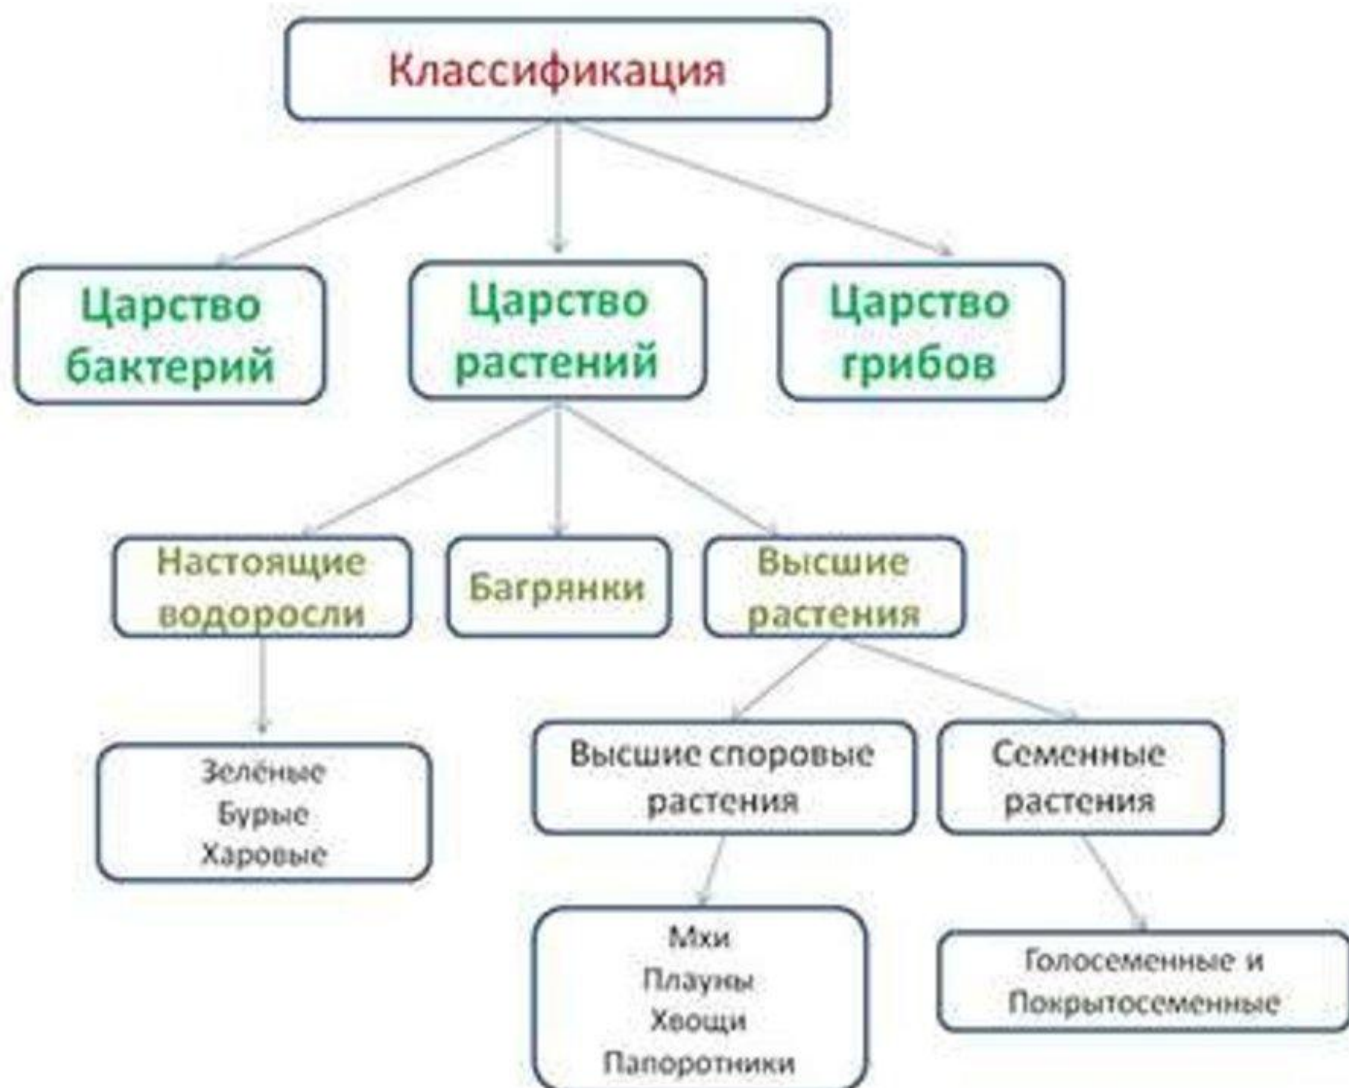 Классификация
Царство
бактерий
Царство
растений
Царство
грибов
Настоящие
водоросли
Багрянки
Высшие
растения
Зелёные
Бурые
Харовые
Высшие споровые
растения
Семенные
растения
Мхи
Плауны
Хвощи
Папоротники
Голосеменные и
Покрытосеменные